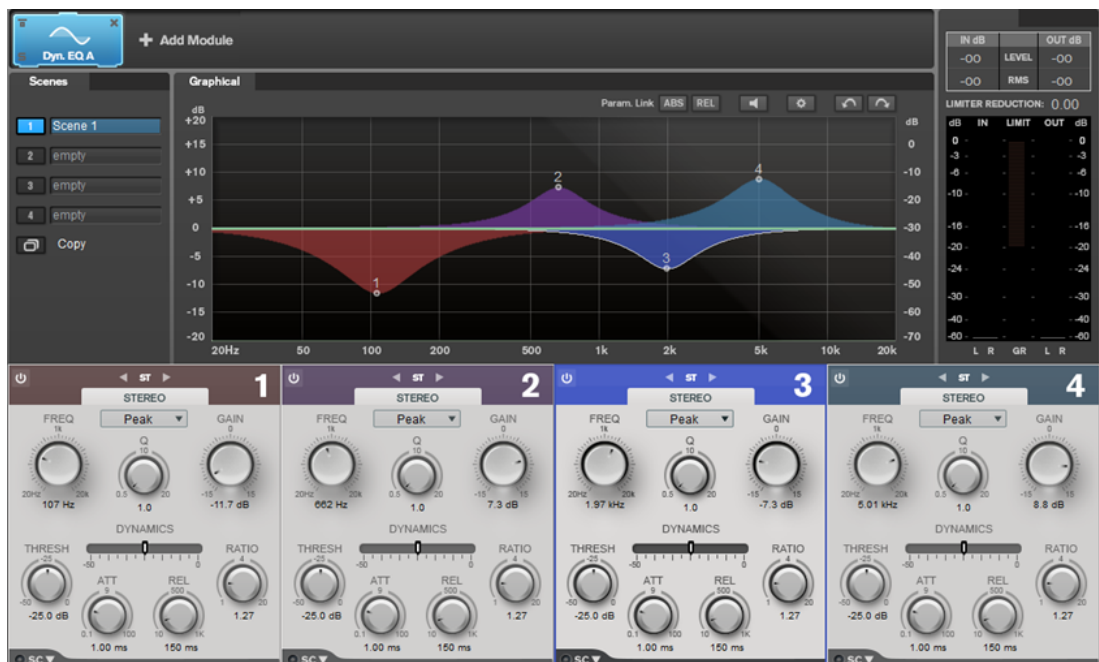 Dyn. EQ A
Add Module
Scenes
1 Scene 1
2 empty
3 empty
4 empty
Copy
Graphical
Param. Link ABS REL
dB
+20
+15
+10
+5
0
-5
-10
-15
-20
20Hz 50 100 200 500 1k 2k 5k 10k 20k
1
2
3
4
dB
0
-10
-20
-30
-40
-50
-60
-70
IN dB OUT dB
-oo LEVEL -oo
-oo RMS -oo
LIMITER REDUCTION: 0.00
dB IN LIMIT OUT dB
0 0
-3 -3
-6 -6
-10 -10
-16 -16
-20 -20
-24 -24
-30 -30
-40 -40
-60 -60
L R GR L R
ST 1
STEREO
FREQ Peak GAIN
1k Q 0
10
20Hz 20k 0.5 20 -15 15
107 Hz 1.0 -11.7 dB
DYNAMICS
THRESH RATIO
-25 -50 0 4
ATT REL
9 500
-50 0 1 20
-25.0 dB 1.27
0.1 100 10 1K
1.00 ms 150 ms
SC
ST 2
STEREO
FREQ Peak GAIN
1k Q 0
10
20Hz 20k 0.5 20 -15 15
662 Hz 1.0 7.3 dB
DYNAMICS
THRESH RATIO
-25 -50 0 4
ATT REL
9 500
-50 0 1 20
-25.0 dB 1.27
0.1 100 10 1K
1.00 ms 150 ms
SC
ST 3
STEREO
FREQ Peak GAIN
1k Q 0
10
20Hz 20k 0.5 20 -15 15
1.97 kHz 1.0 -7.3 dB
DYNAMICS
THRESH RATIO
-25 -50 0 4
ATT REL
9 500
-50 0 1 20
-25.0 dB 1.27
0.1 100 10 1K
1.00 ms 150 ms
SC
ST 4
STEREO
FREQ Peak GAIN
1k Q 0
10
20Hz 20k 0.5 20 -15 15
5.01 kHz 1.0 8.8 dB
DYNAMICS
THRESH RATIO
-25 -50 0 4
ATT REL
9 500
-50 0 1 20
-25.0 dB 1.27
0.1 100 10 1K
1.00 ms 150 ms
SC